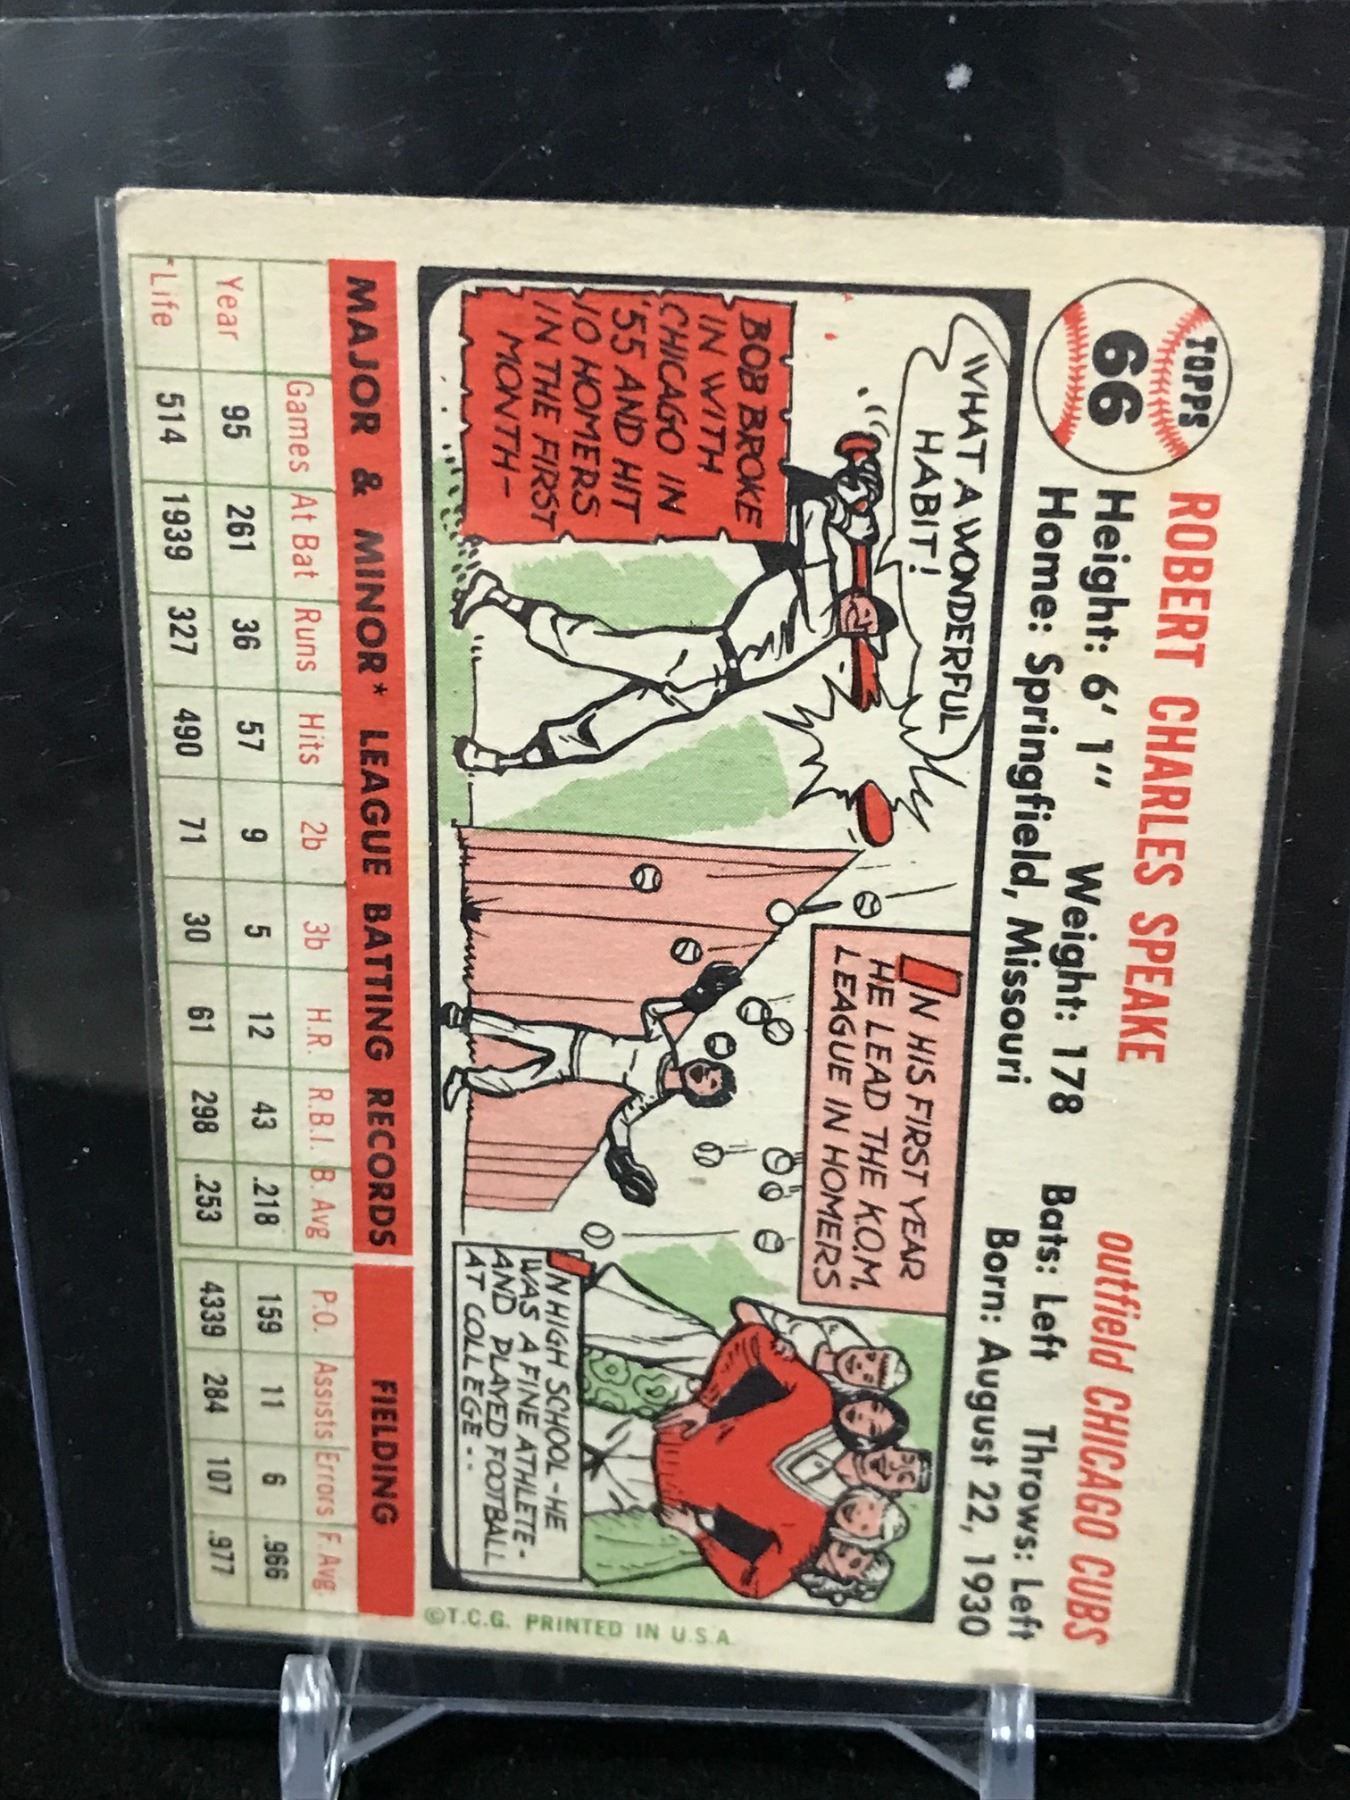 TOPPS
66
ROBERT CHARLES SPEAKE
outfield CHICAGO CUBS
Height: 6' 1" Weight: 178 Bats: Left Throws: Left
Home: Springfield, Missouri Born: August 22, 1930
WHAT A WONDERFUL
HABIT!
BOB BROKE
IN WITH
CHICAGO IN
'55 AND HIT
10 HOMERS
IN THE FIRST
MONTH-
IN HIS FIRST YEAR
HE LEAD THE K.O.M.
LEAGUE IN HOMERS
IN HIGH SCHOOL-HE
WAS A FINE ATHLETE-
AND PLAYED FOOTBALL
AT COLLEGE--
©T.C.G. PRINTED IN U.S.A.
MAJOR & MINOR* LEAGUE BATTING RECORDS FIELDING
Games At Bat Runs Hits 2b 3b H.R. R.B.I. B. Avg P.O. Assists Errors F. Avg
Year 95 261 36 57 9 5 12 43 .218 159 11 6 .966
*Life 514 1939 327 490 71 30 61 298 .253 4339 284 107 .977